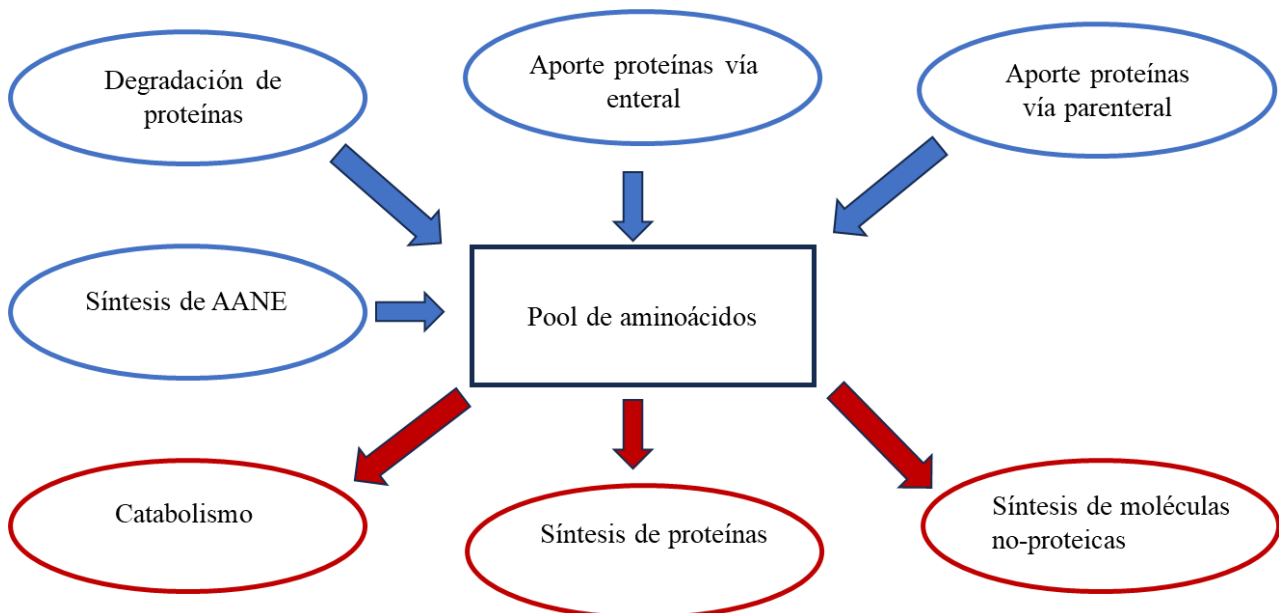 Degradación de
proteínas
Aporte proteínas vía
enteral
Aporte proteínas
vía parenteral
Síntesis de AANE
Pool de aminoácidos
Catabolismo
Síntesis de proteínas
Síntesis de moléculas
no-proteicas